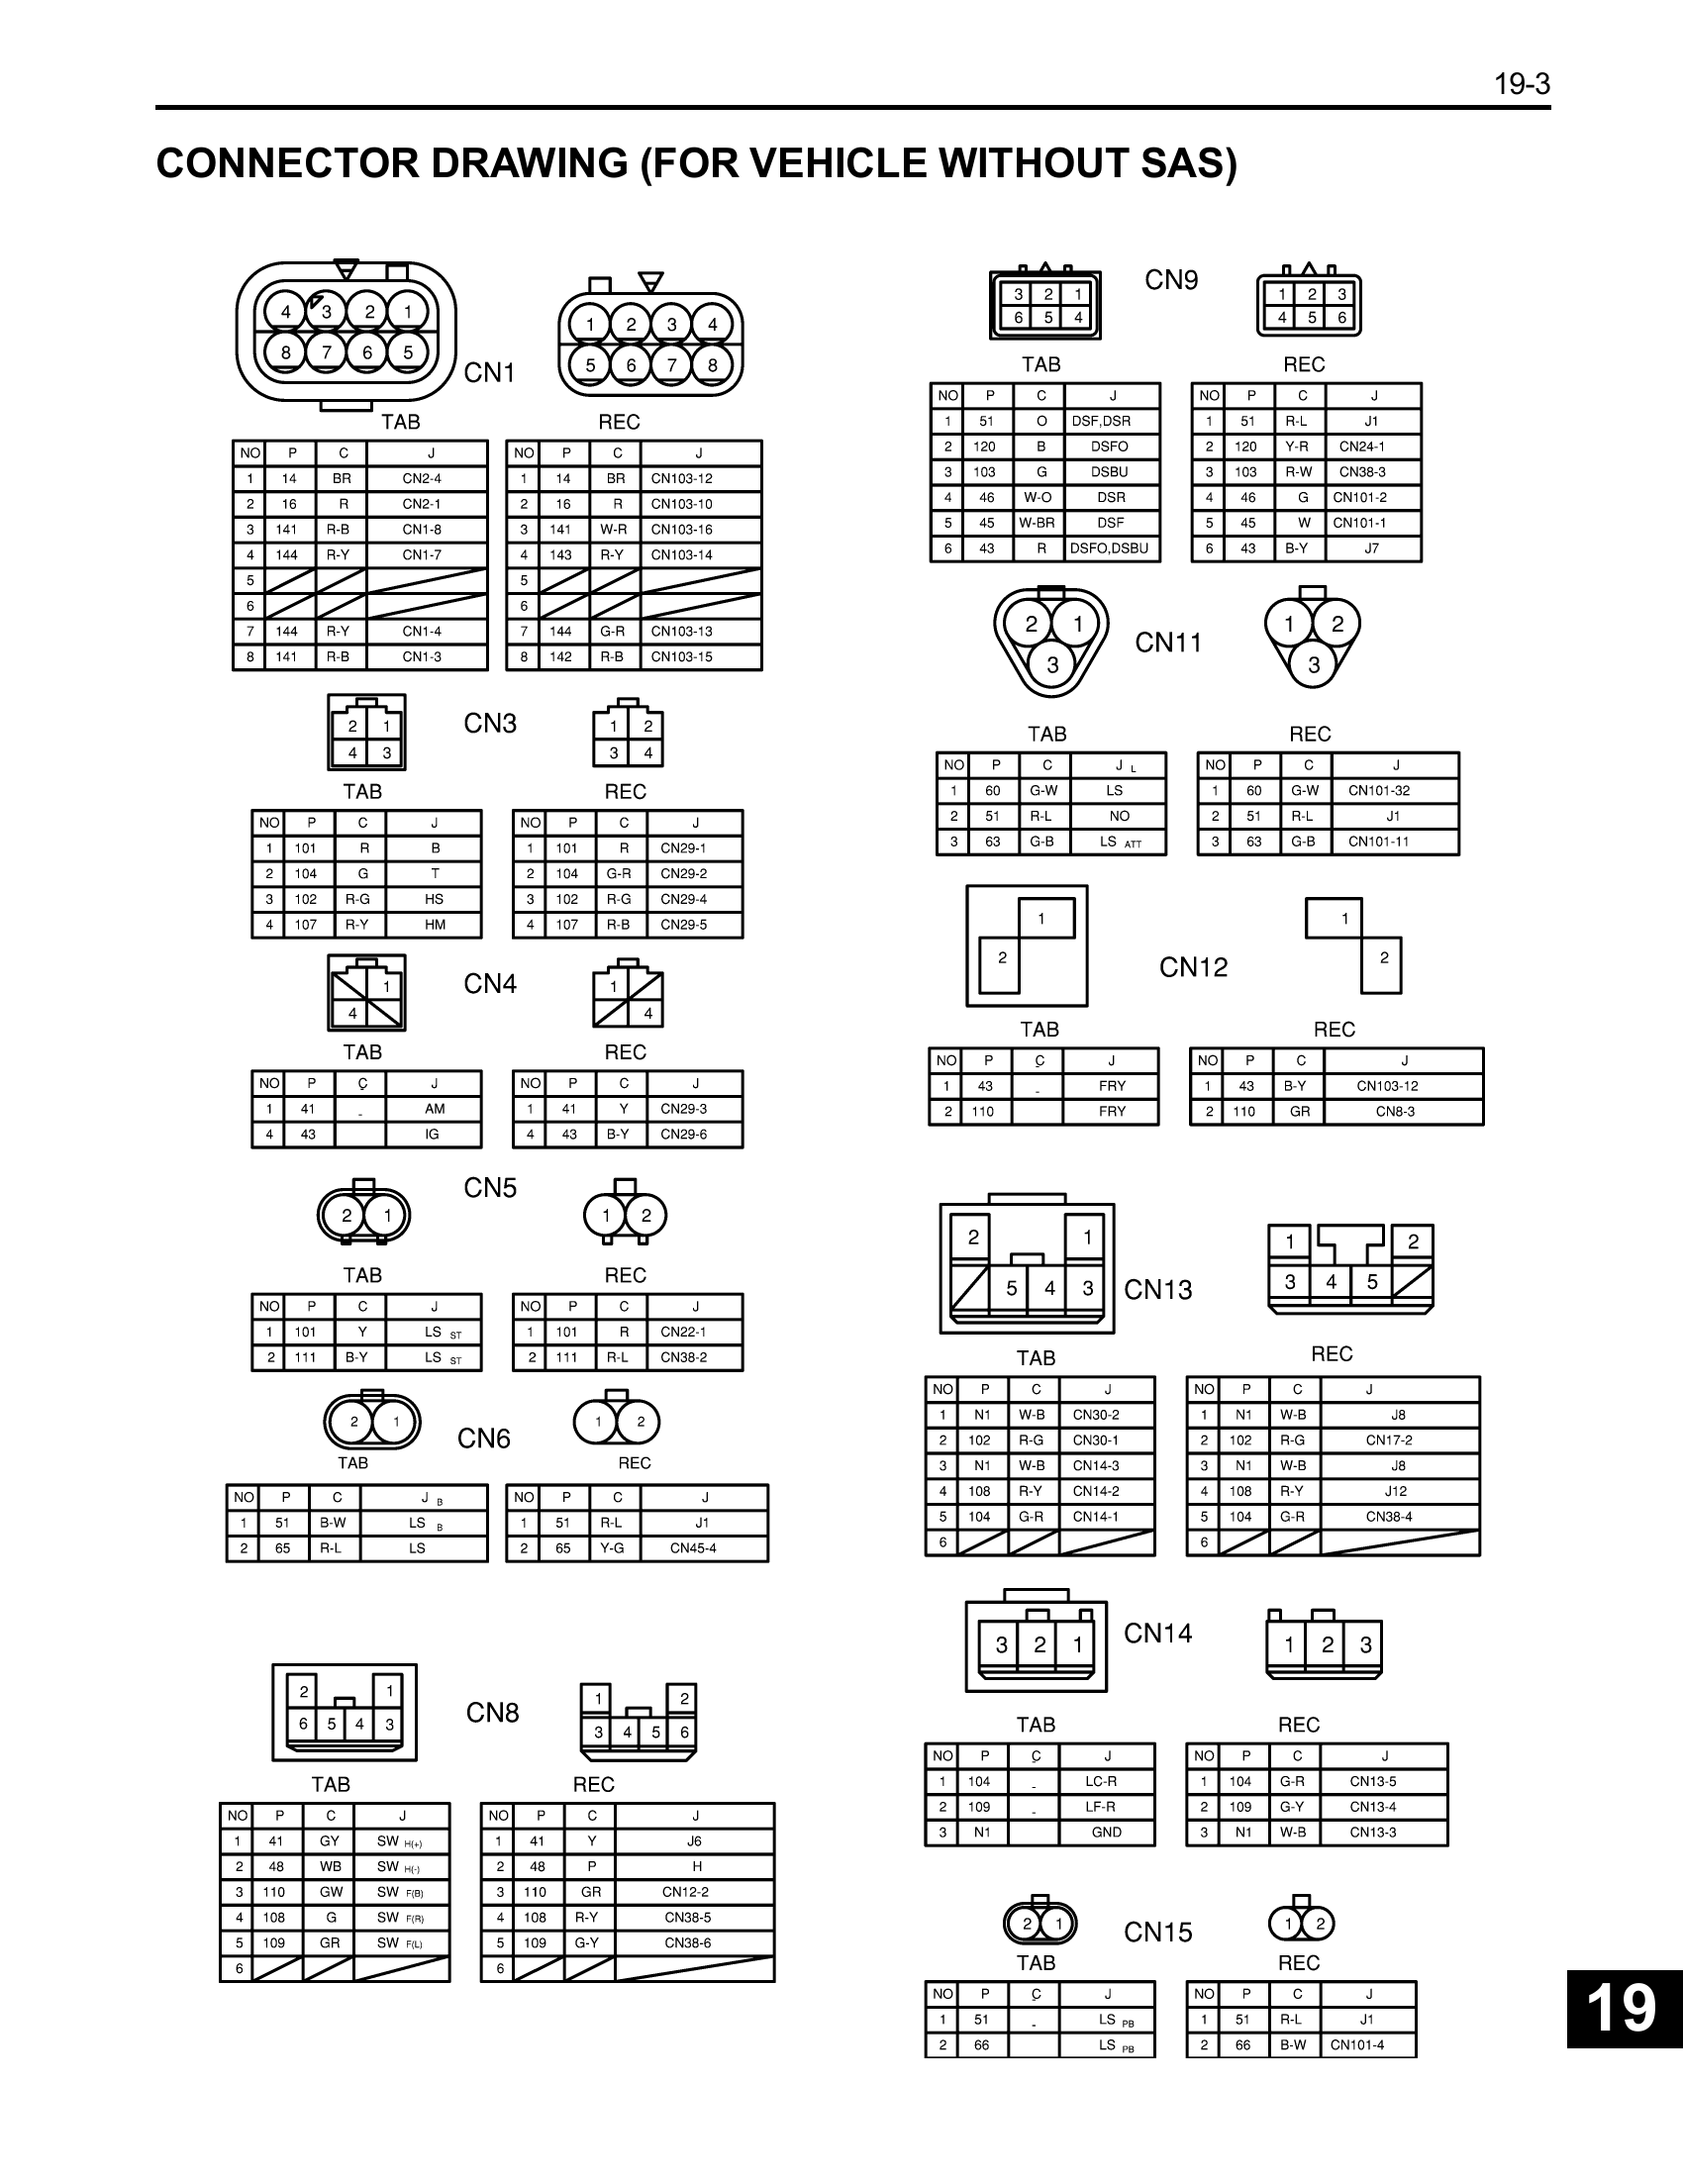 19-3
CONNECTOR DRAWING (FOR VEHICLE WITHOUT SAS)
4 3 2 1
8 7 6 5
CN1
1 2 3 4
5 6 7 8
TAB
NO P C J
1 14 BR CN2-4
2 16 R CN2-1
3 141 R-B CN1-8
4 144 R-Y CN1-7
5
6
7 144 R-Y CN1-4
8 141 R-B CN1-3
REC
NO P C J
1 14 BR CN103-12
2 16 R CN103-10
3 141 W-R CN103-16
4 143 R-Y CN103-14
5
6
7 144 G-R CN103-13
8 142 R-B CN103-15
2 1
4 3
CN3
1 2
3 4
TAB
NO P C J
1 101 R B
2 104 G T
3 102 R-G HS
4 107 R-Y HM
REC
NO P C J
1 101 R CN29-1
2 104 G-R CN29-2
3 102 R-G CN29-4
4 107 R-B CN29-5
1
4
CN4
1
4
TAB
NO P C J
1 41 - AM
4 43 IG
REC
NO P C J
1 41 Y CN29-3
4 43 B-Y CN29-6
2 1
CN5
1 2
TAB
NO P C J
1 101 Y LS ST
2 111 B-Y LS ST
REC
NO P C J
1 101 R CN22-1
2 111 R-L CN38-2
2 1
CN6
1 2
TAB
NO P C J B
1 51 B-W LS B
2 65 R-L LS
REC
NO P C J
1 51 R-L J1
2 65 Y-G CN45-4
2 1
6 5 4 3
CN8
1 2
3 4 5 6
TAB
NO P C J
1 41 GY SW H(+)
2 48 WB SW H(-)
3 110 GW SW F(B)
4 108 G SW F(R)
5 109 GR SW F(L)
6
REC
NO P C J
1 41 Y J6
2 48 P H
3 110 GR CN12-2
4 108 R-Y CN38-5
5 109 G-Y CN38-6
6
3 2 1
6 5 4
CN9
1 2 3
4 5 6
TAB
NO P C J
1 51 O DSF,DSR
2 120 B DSFO
3 103 G DSBU
4 46 W-O DSR
5 45 W-BR DSF
6 43 R DSFO,DSBU
REC
NO P C J
1 51 R-L J1
2 120 Y-R CN24-1
3 103 R-W CN38-3
4 46 G CN101-2
5 45 W CN101-1
6 43 B-Y J7
2 1
3
CN11
1 2
3
TAB
NO P C J L
1 60 G-W LS
2 51 R-L NO
3 63 G-B LS ATT
REC
NO P C J
1 60 G-W CN101-32
2 51 R-L J1
3 63 G-B CN101-11
1
2
CN12
1
2
TAB
NO P C J
1 43 - FRY
2 110 FRY
REC
NO P C J
1 43 B-Y CN103-12
2 110 GR CN8-3
2 1
5 4 3
CN13
1 2
3 4 5
TAB
NO P C J
1 N1 W-B CN30-2
2 102 R-G CN30-1
3 N1 W-B CN14-3
4 108 R-Y CN14-2
5 104 G-R CN14-1
6
REC
NO P C J
1 N1 W-B J8
2 102 R-G CN17-2
3 N1 W-B J8
4 108 R-Y J12
5 104 G-R CN38-4
6
3 2 1
CN14
1 2 3
TAB
NO P C J
1 104 - LC-R
2 109 - LF-R
3 N1 GND
REC
NO P C J
1 104 G-R CN13-5
2 109 G-Y CN13-4
3 N1 W-B CN13-3
2 1
CN15
1 2
TAB
NO P C J
1 51 - LS PB
2 66 LS PB
REC
NO P C J
1 51 R-L J1
2 66 B-W CN101-4
19